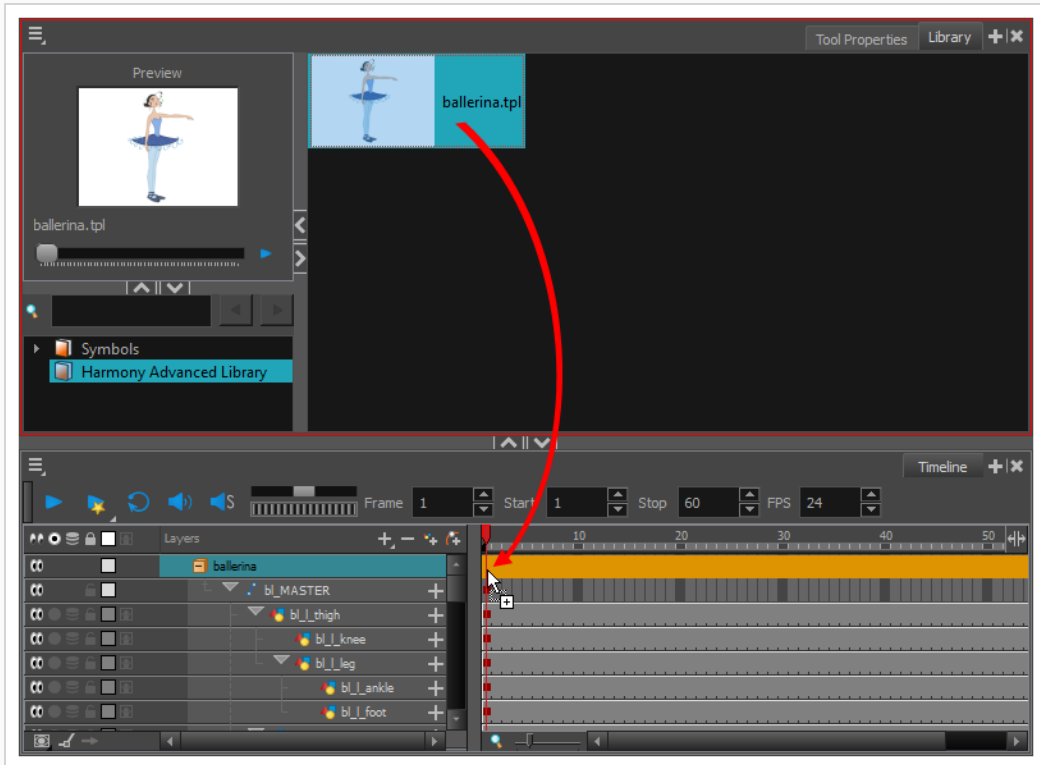 Tool Properties Library
Preview
ballerina.tpl
ballerina.tpl
Symbols
Harmony Advanced Library
Timeline
S Frame 1 Start 1 Stop 60 FPS 24
Layers 10 20 30 40 50
ballerina
bl_MASTER
bl_l_thigh
bl_l_knee
bl_l_leg
bl_l_ankle
bl_l_foot